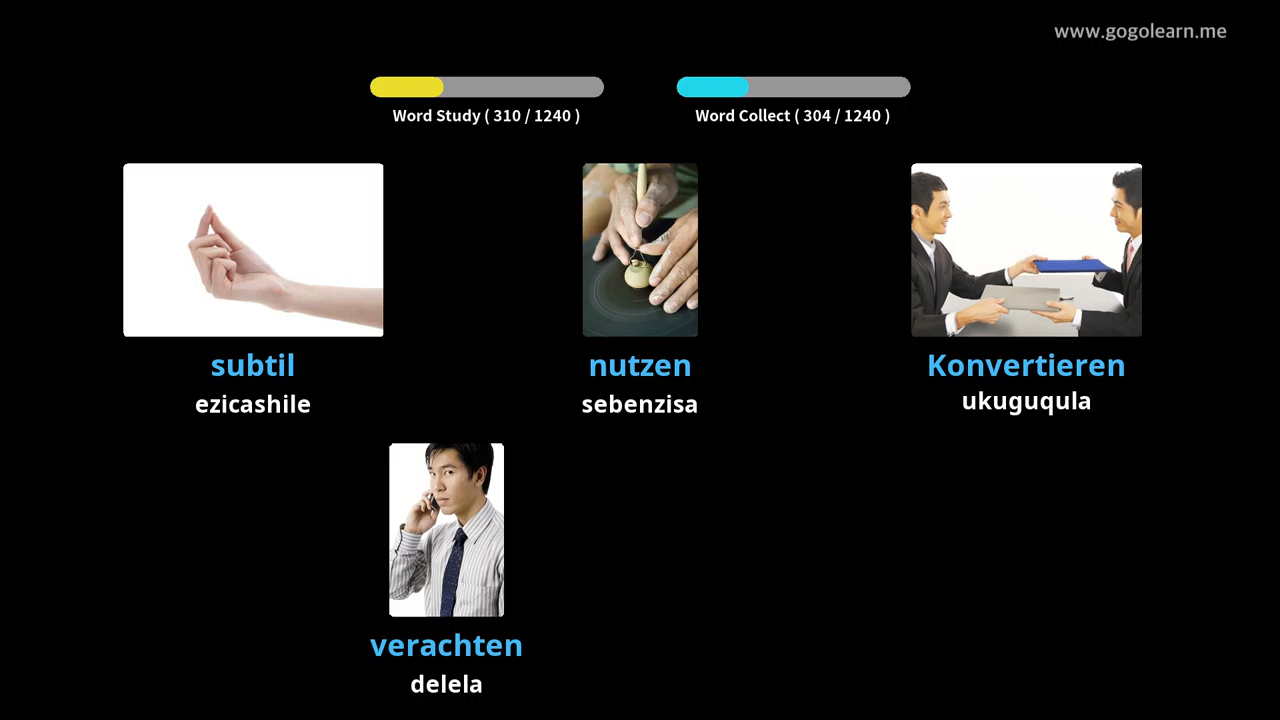 www.gogolearn.me
Word Study ( 310 / 1240 )
Word Collect ( 304 / 1240 )
subtil
ezicashile
nutzen
sebenzisa
Konvertieren
ukuguqula
verachten
delela